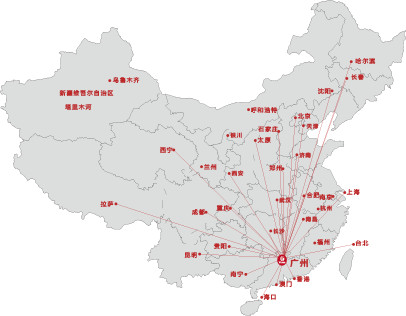 哈尔滨
长春
乌鲁木齐
沈阳
新疆维吾尔自治区
塔里木河
呼和浩特
北京
天津
石家庄
银川
太原
西宁
济南
兰州
郑州
西安
上海
合肥
南京
拉萨
武汉
成都
重庆
杭州
南昌
长沙
贵阳
福州
台北
昆明
广州
南宁
香港
澳门
海口